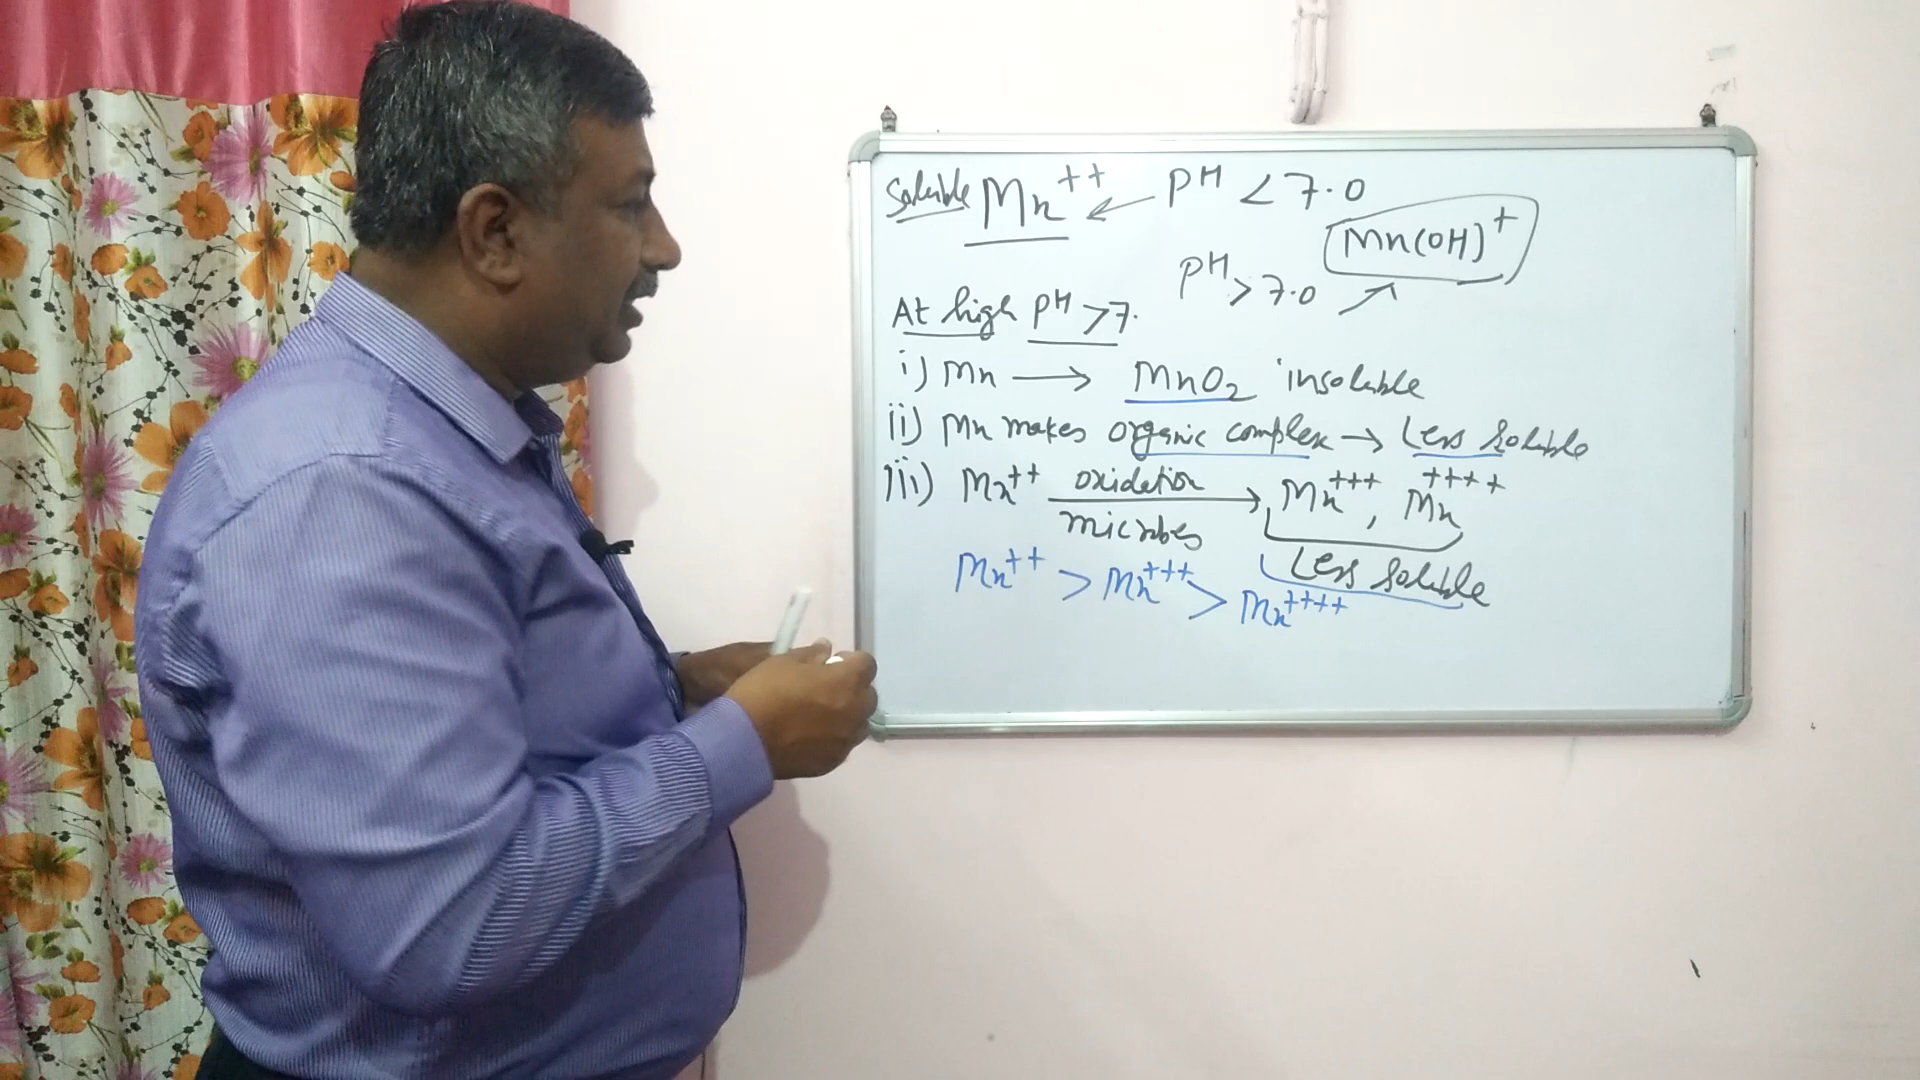 Soluble Mn++ ← pH < 7.0
Mn(OH)+
pH > 7.0 ↗
At high pH > 7.
i) Mn → MnO2 insoluble
ii) Mn makes organic complex → Less soluble
iii) Mn++ oxidation microbes → Mn+++, Mn++++
Less soluble
Mn++ > Mn+++ > Mn++++